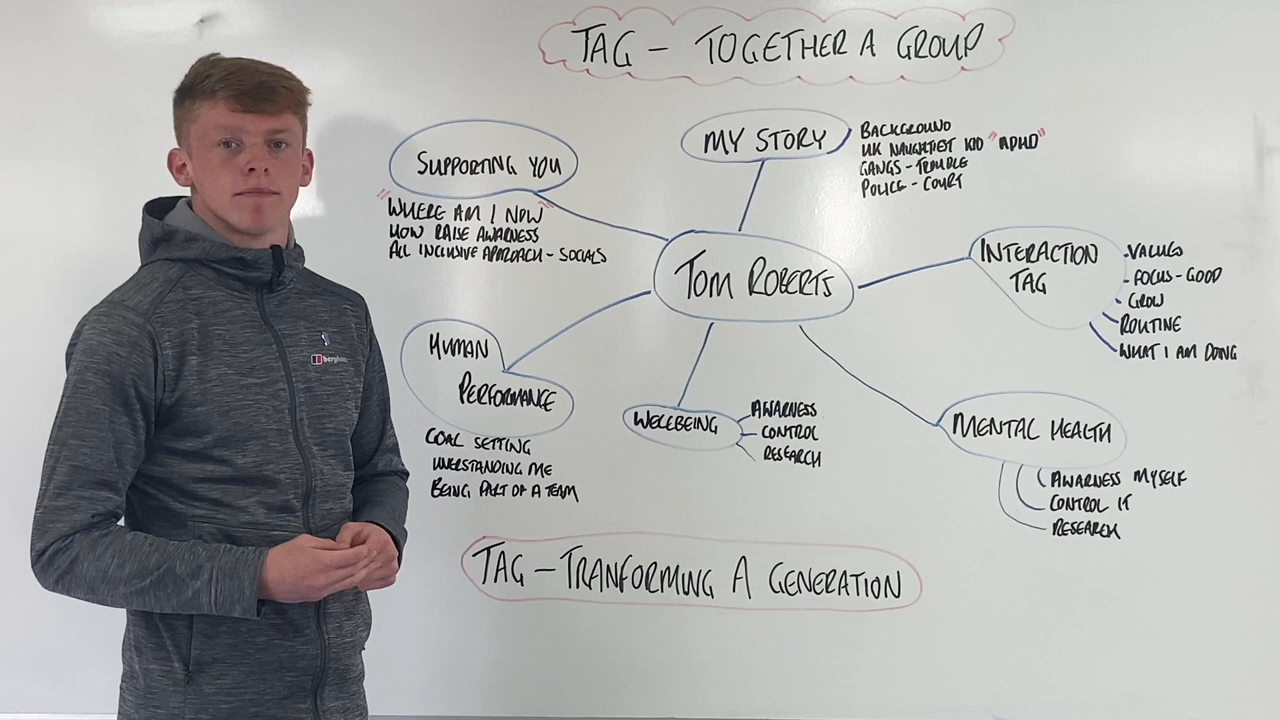 TAG - TOGETHER A GROUP
SUPPORTING YOU
"WHERE AM I NOW"
HOW RAISE AWARNESS
ALL INCLUSIVE APPROACH - SOCIALS
MY STORY
BACKGROUND
UK NAUGHTIEST KID "ADHD"
GANGS - TROUBLE
POLICE - COURT
TOM ROBERTS
INTERACTION
TAG
VALUES
FOCUS - GOOD
GROW
ROUTINE
WHAT I AM DOING
HUMAN
PERFORMANCE
GOAL SETTING
UNERSTANDING ME
BEING PART OF A TEAM
WELLBEING
AWARNESS
CONTROL
RESEARCH
MENTAL HEALTH
AWARNESS MYSELF
CONTROL IT
RESEARCH
TAG - TRANFORMING A GENERATION
berghaus